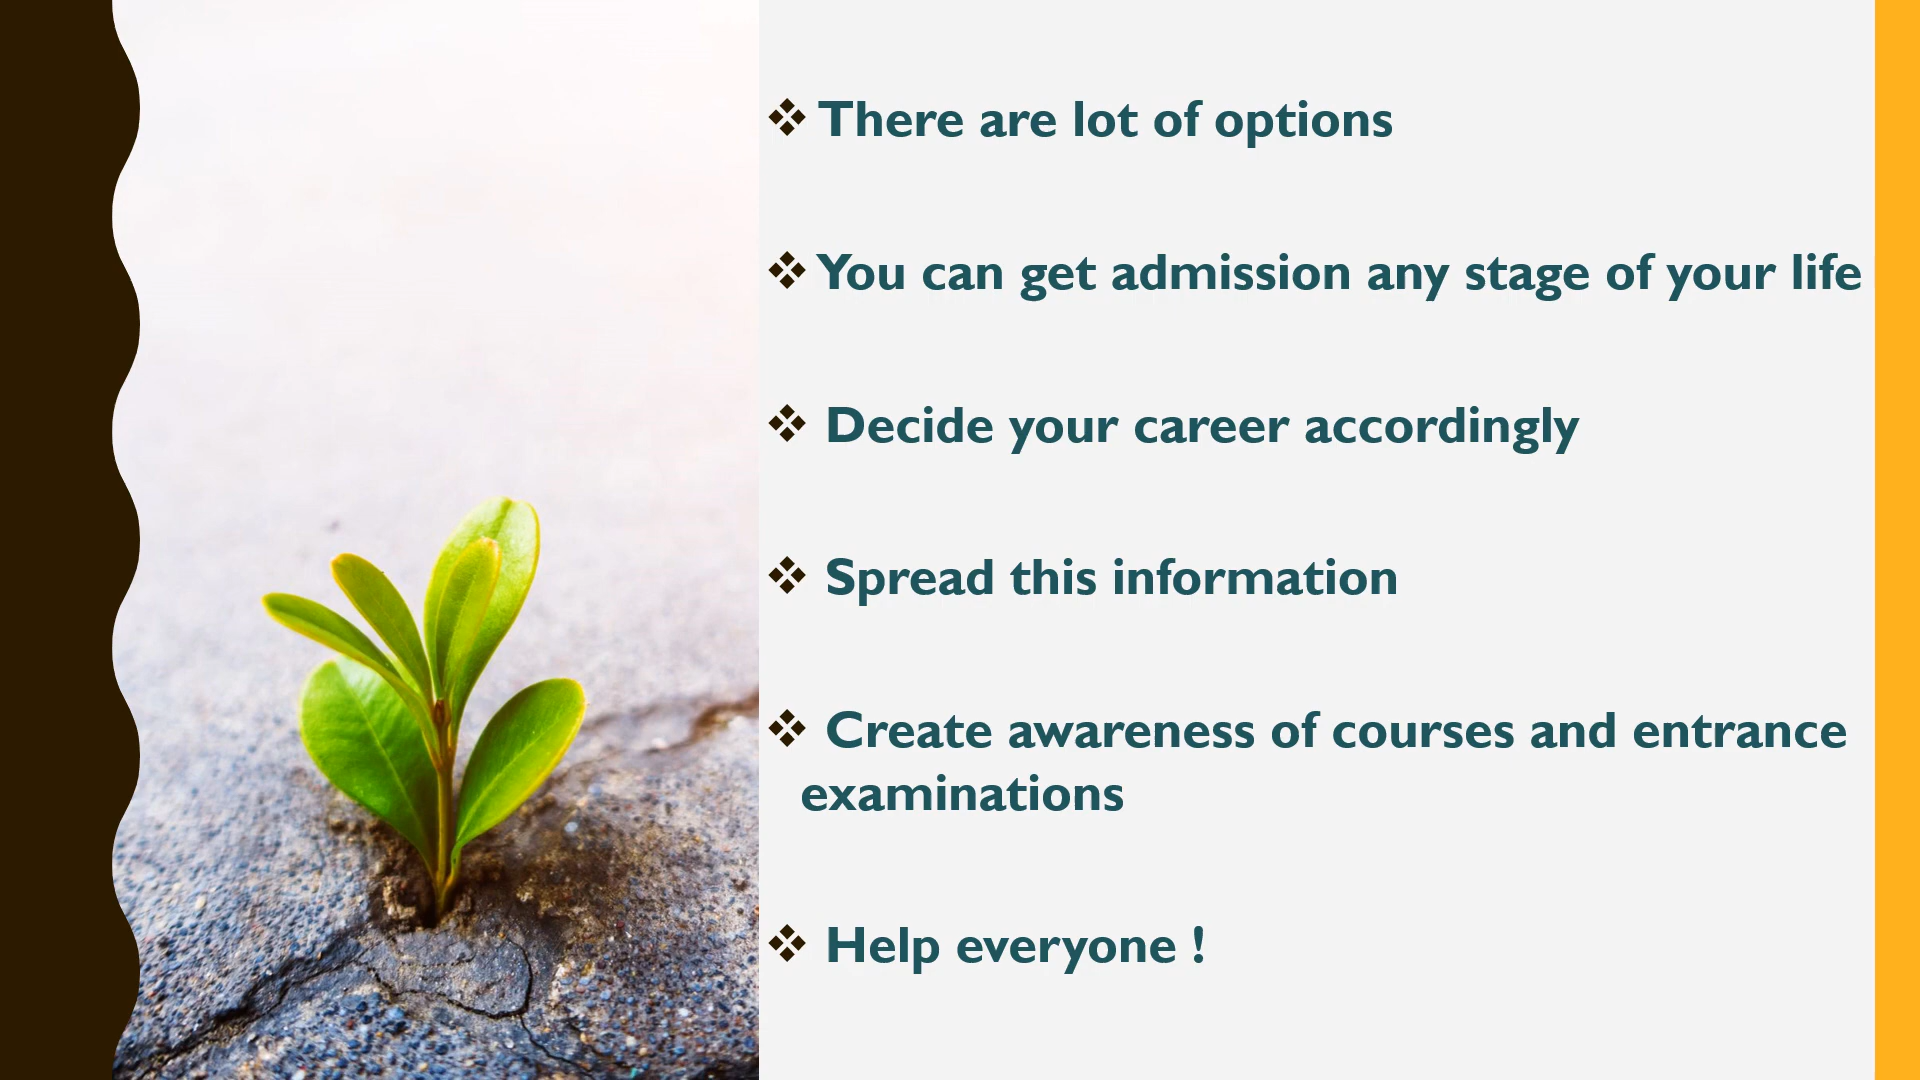 ❖ There are lot of options
❖ You can get admission any stage of your life
❖ Decide your career accordingly
❖ Spread this information
❖ Create awareness of courses and entrance
examinations
❖ Help everyone !